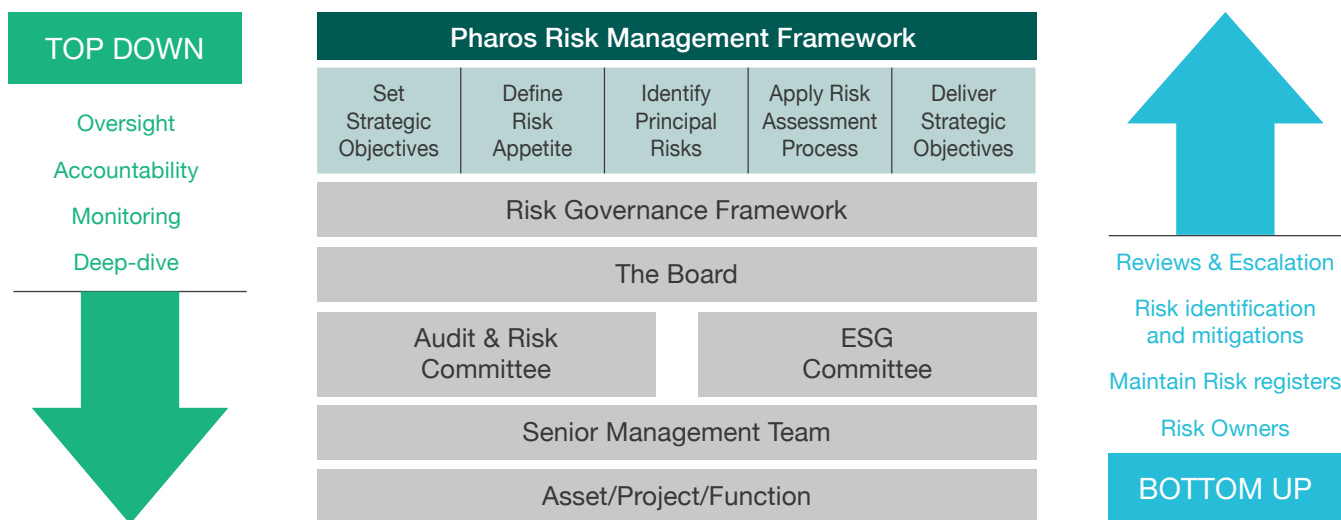 TOP DOWN
Oversight
Accountability
Monitoring
Deep-dive
Pharos Risk Management Framework
Set
Strategic
Objectives
Define
Risk
Appetite
Identify
Principal
Risks
Apply Risk
Assessment
Process
Deliver
Strategic
Objectives
Risk Governance Framework
The Board
Audit & Risk
Committee
ESG
Committee
Senior Management Team
Asset/Project/Function
Reviews & Escalation
Risk identification
and mitigations
Maintain Risk registers
Risk Owners
BOTTOM UP